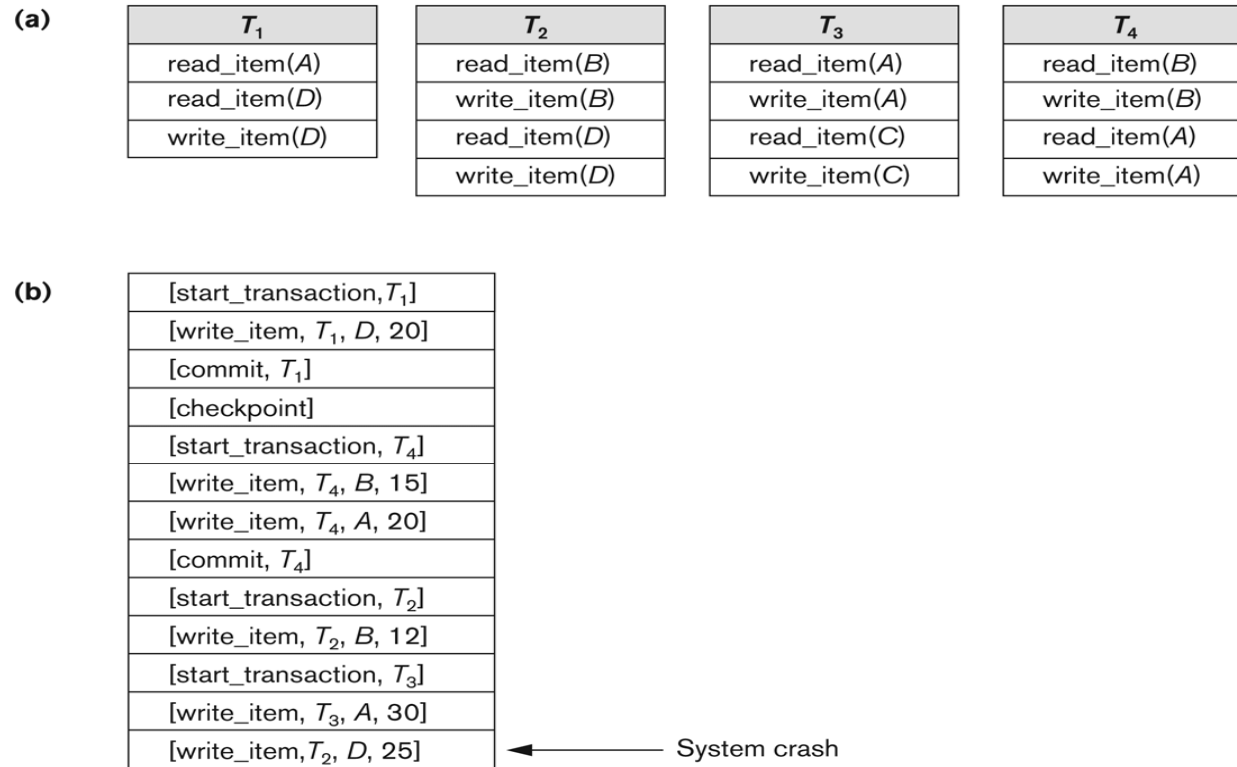 (a)
T₁ T₂ T₃ T₄
read_item(A) read_item(B) read_item(A) read_item(B)
read_item(D) write_item(B) write_item(A) write_item(B)
write_item(D) read_item(D) read_item(C) read_item(A)
write_item(D) write_item(C) write_item(A)
(b)
[start_transaction,T₁]
[write_item, T₁, D, 20]
[commit, T₁]
[checkpoint]
[start_transaction, T₄]
[write_item, T₄, B, 15]
[write_item, T₄, A, 20]
[commit, T₄]
[start_transaction, T₂]
[write_item, T₂, B, 12]
[start_transaction, T₃]
[write_item, T₃, A, 30]
[write_item,T₂, D, 25] System crash